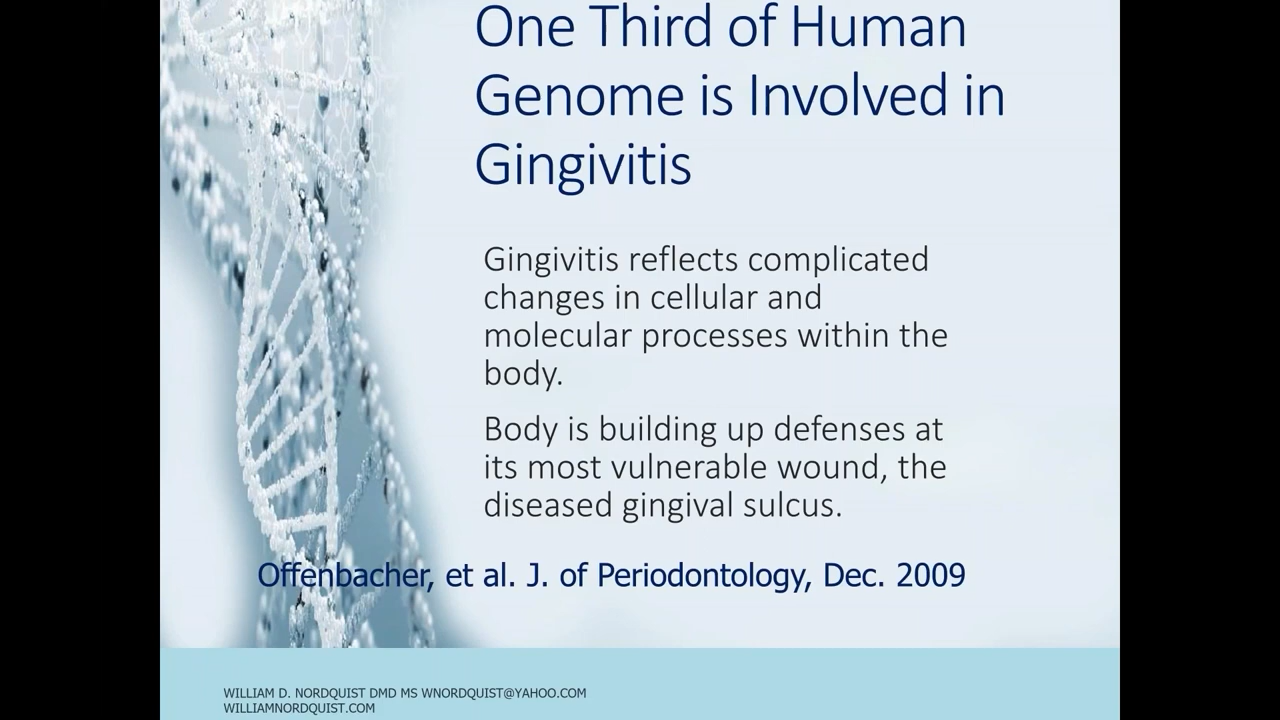 One Third of Human
Genome is Involved in
Gingivitis
Gingivitis reflects complicated
changes in cellular and
molecular processes within the
body.
Body is building up defenses at
its most vulnerable wound, the
diseased gingival sulcus.
Offenbacher, et al. J. of Periodontology, Dec. 2009
WILLIAM D. NORDQUIST DMD MS WNORDQUIST@YAHOO.COM
WILLIAMNORDQUIST.COM